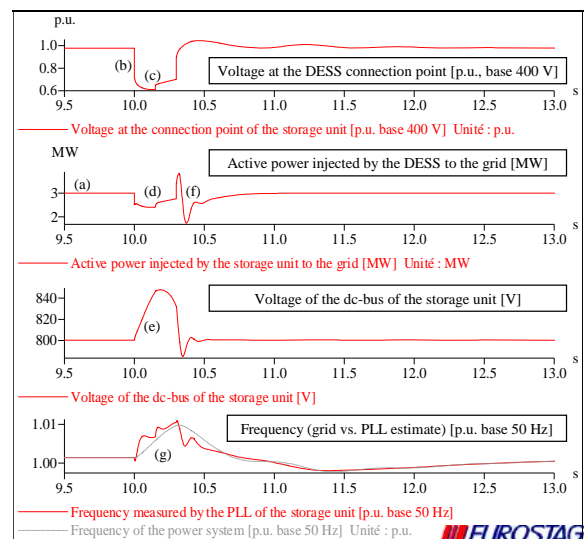 p.u.
1.0
0.8
0.6
(b)
(c)
Voltage at the DESS connection point [p.u., base 400 V]
9.5 10.0 10.5 11.0 11.5 12.0 12.5 13.0
s
Voltage at the connection point of the storage unit [p.u. base 400 V] Unité : p.u.
MW
3
2
(a)
(d)
(f)
Active power injected by the DESS to the grid [MW]
9.5 10.0 10.5 11.0 11.5 12.0 12.5 13.0
s
Active power injected by the storage unit to the grid [MW] Unité : MW
840
820
800
(e)
Voltage of the dc-bus of the storage unit [V]
9.5 10.0 10.5 11.0 11.5 12.0 12.5 13.0
s
Voltage of the dc-bus of the storage unit [V]
1.01
1.00
(g)
Frequency (grid vs. PLL estimate) [p.u. base 50 Hz]
9.5 10.0 10.5 11.0 11.5 12.0 12.5 13.0
s
Frequency measured by the PLL of the storage unit [p.u. base 50 Hz]
Frequency of the power system [p.u. base 50 Hz] Unité : p.u.
EUROSTAG